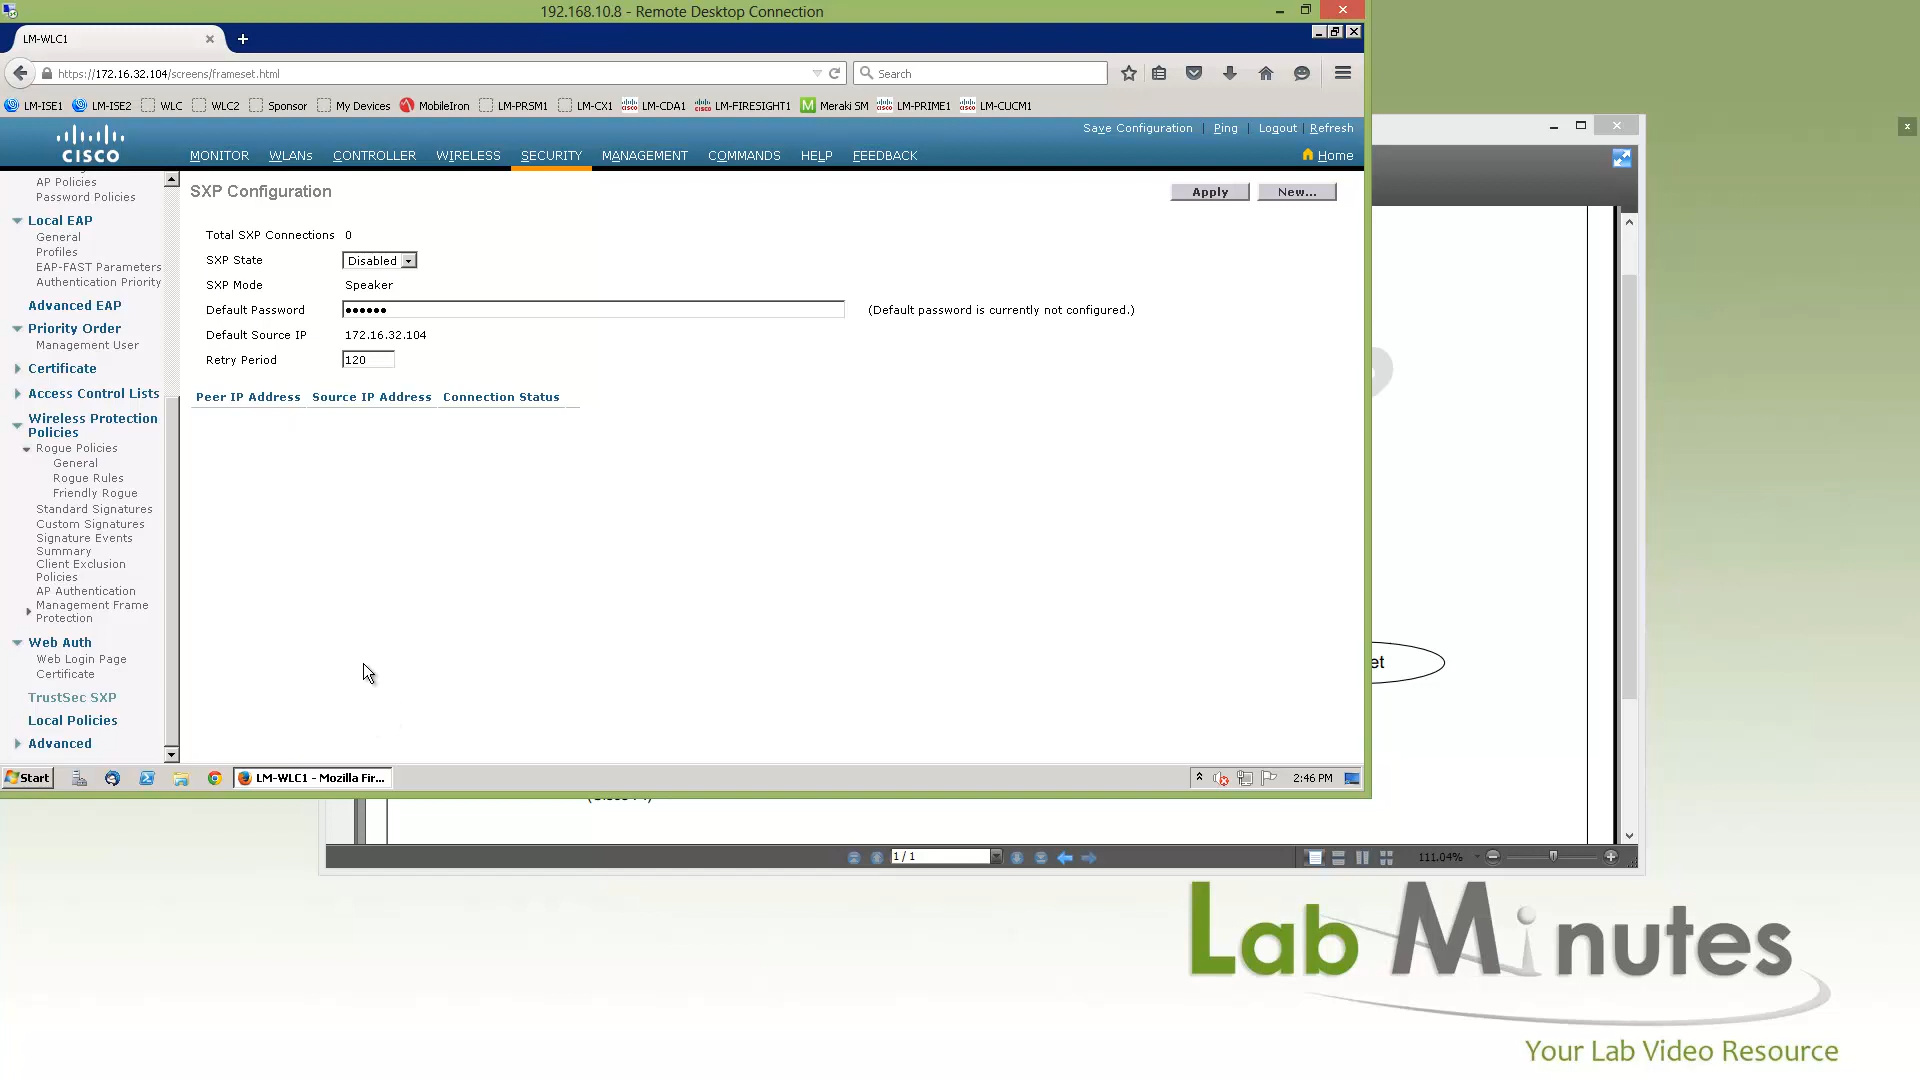 192.168.10.8 - Remote Desktop Connection
LM-WLC1
https://172.16.32.104/screens/frameset.html
Search
LM-ISE1 LM-ISE2 WLC WLC2 Sponsor My Devices MobileIron LM-PRSM1 LM-CX1 LM-CDA1 LM-FIRESIGHT1 Meraki SM LM-PRIME1 LM-CUCM1
Save Configuration | Ping | Logout | Refresh
CISCO
MONITOR WLANs CONTROLLER WIRELESS SECURITY MANAGEMENT COMMANDS HELP FEEDBACK Home
AP Policies
Password Policies
Local EAP
General
Profiles
EAP-FAST Parameters
Authentication Priority
Advanced EAP
Priority Order
Management User
Certificate
Access Control Lists
Wireless Protection
Policies
Rogue Policies
General
Rogue Rules
Friendly Rogue
Standard Signatures
Custom Signatures
Signature Events
Summary
Client Exclusion
Policies
AP Authentication
Management Frame
Protection
Web Auth
Web Login Page
Certificate
TrustSec SXP
Local Policies
Advanced
SXP Configuration
Apply New...
Total SXP Connections 0
SXP State Disabled
SXP Mode Speaker
Default Password •••••• (Default password is currently not configured.)
Default Source IP 172.16.32.104
Retry Period 120
Peer IP Address Source IP Address Connection Status
et
Start LM-WLC1 - Mozilla Fir... 2:46 PM
1 / 1
111.04%
Lab Minutes
Your Lab Video Resource